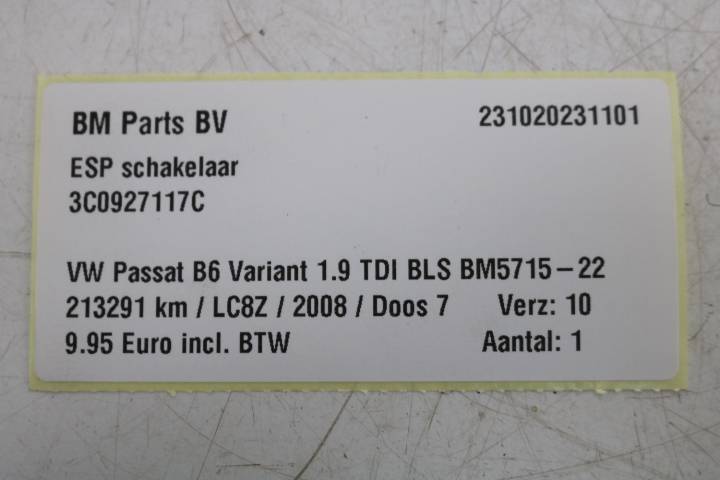 BM Parts BV 231020231101
ESP schakelaar
3C0927117C
VW Passat B6 Variant 1.9 TDI BLS BM5715-22
213291 km / LC8Z / 2008 / Doos 7 Verz: 10
9.95 Euro incl. BTW Aantal: 1